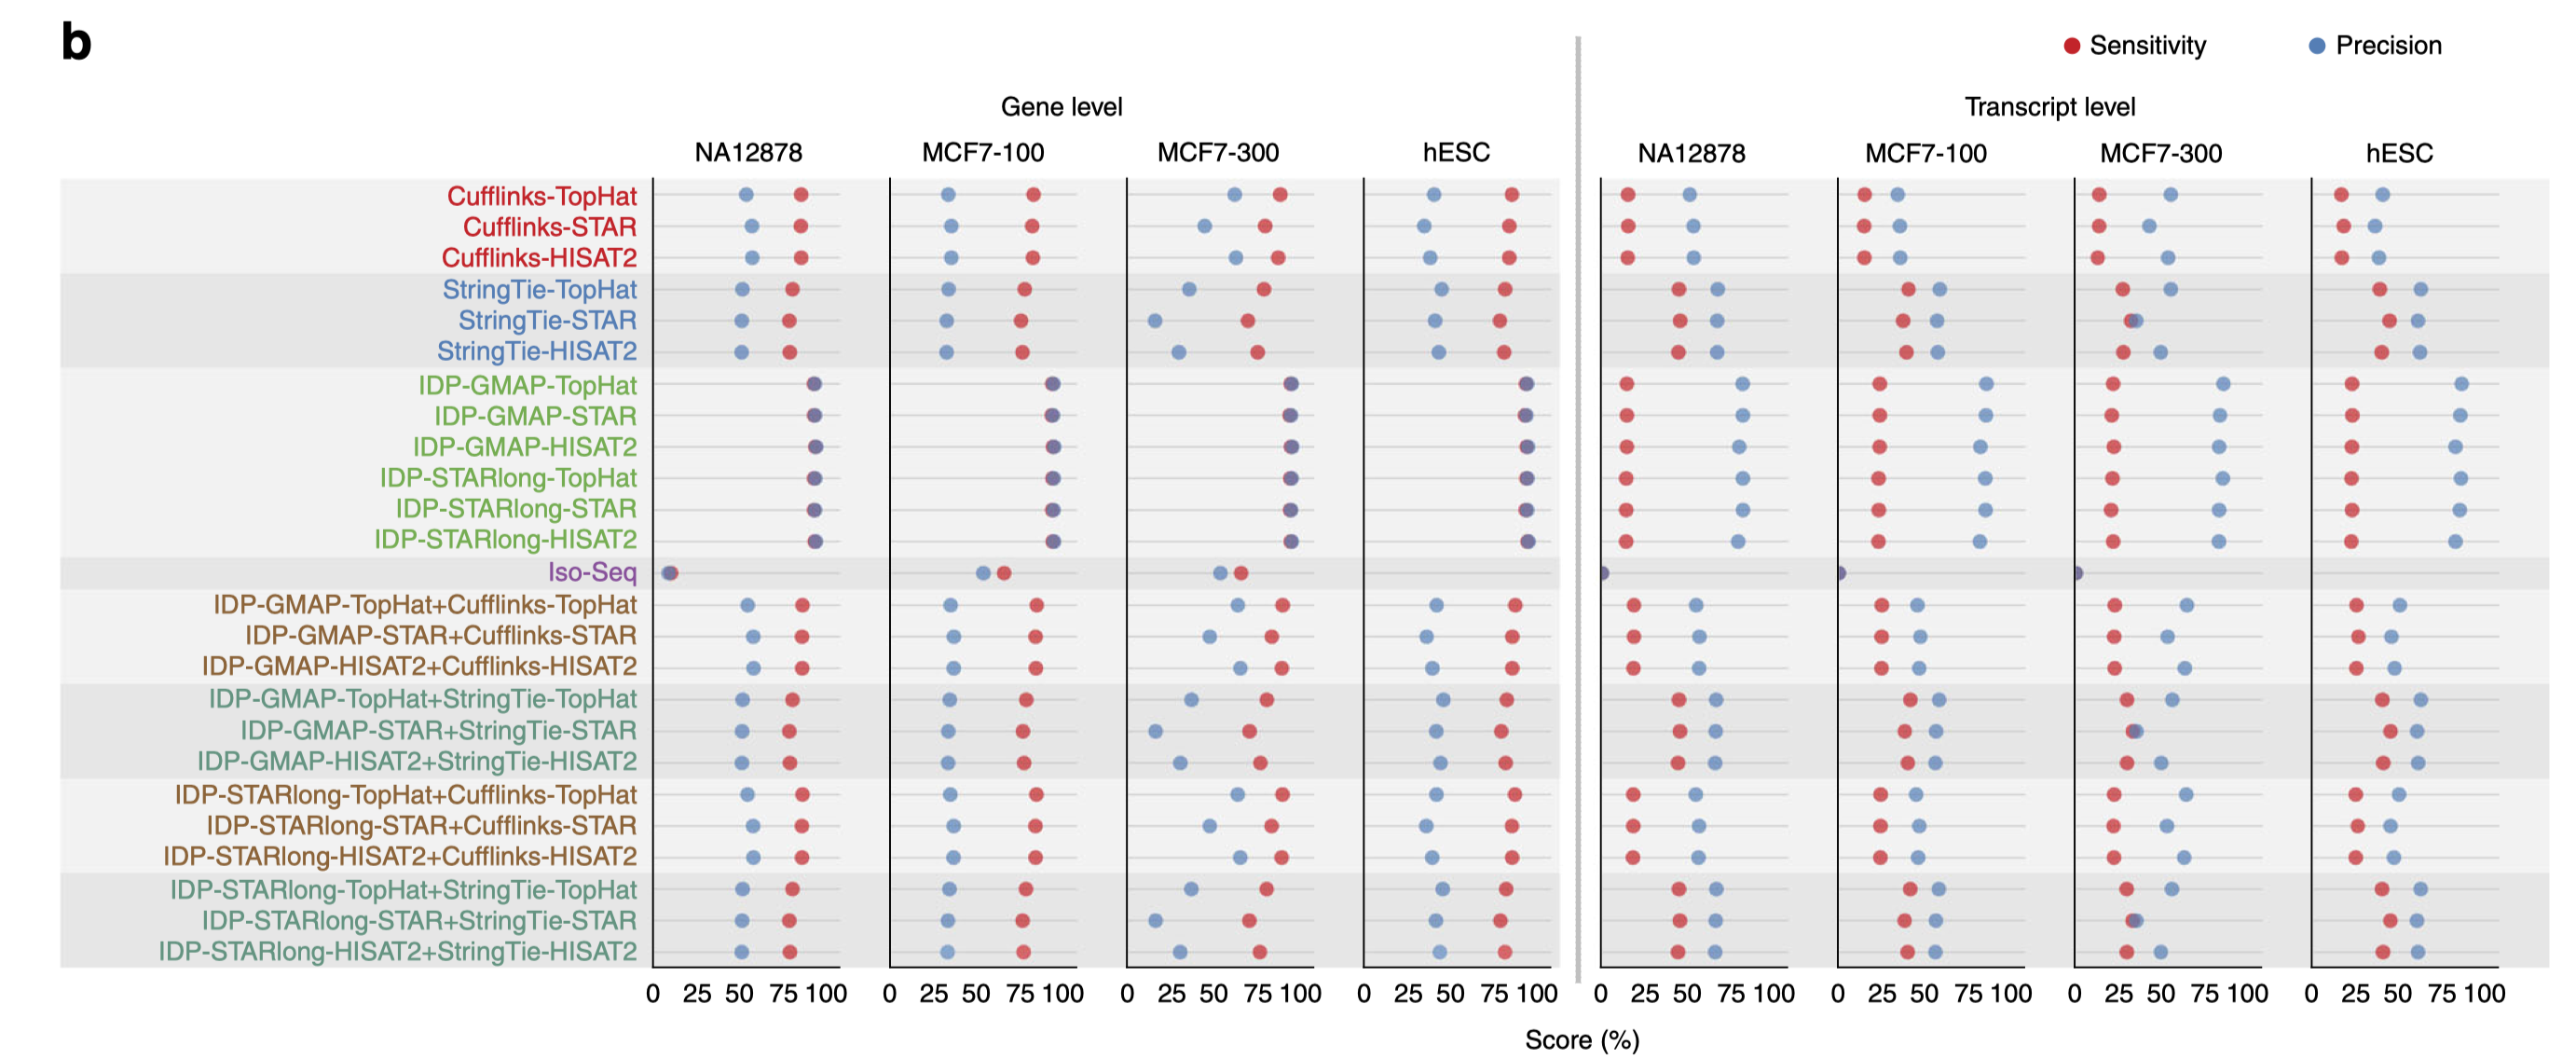 b
Sensitivity Precision
Gene level Transcript level
NA12878 MCF7-100 MCF7-300 hESC NA12878 MCF7-100 MCF7-300 hESC
Cufflinks-TopHat
Cufflinks-STAR
Cufflinks-HISAT2
StringTie-TopHat
StringTie-STAR
StringTie-HISAT2
IDP-GMAP-TopHat
IDP-GMAP-STAR
IDP-GMAP-HISAT2
IDP-STARlong-TopHat
IDP-STARlong-STAR
IDP-STARlong-HISAT2
Iso-Seq
IDP-GMAP-TopHat+Cufflinks-TopHat
IDP-GMAP-STAR+Cufflinks-STAR
IDP-GMAP-HISAT2+Cufflinks-HISAT2
IDP-GMAP-TopHat+StringTie-TopHat
IDP-GMAP-STAR+StringTie-STAR
IDP-GMAP-HISAT2+StringTie-HISAT2
IDP-STARlong-TopHat+Cufflinks-TopHat
IDP-STARlong-STAR+Cufflinks-STAR
IDP-STARlong-HISAT2+Cufflinks-HISAT2
IDP-STARlong-TopHat+StringTie-TopHat
IDP-STARlong-STAR+StringTie-STAR
IDP-STARlong-HISAT2+StringTie-HISAT2
0 25 50 75 100 0 25 50 75 100 0 25 50 75 100 0 25 50 75 100 0 25 50 75 100 0 25 50 75 100 0 25 50 75 100 0 25 50 75 100
Score (%)